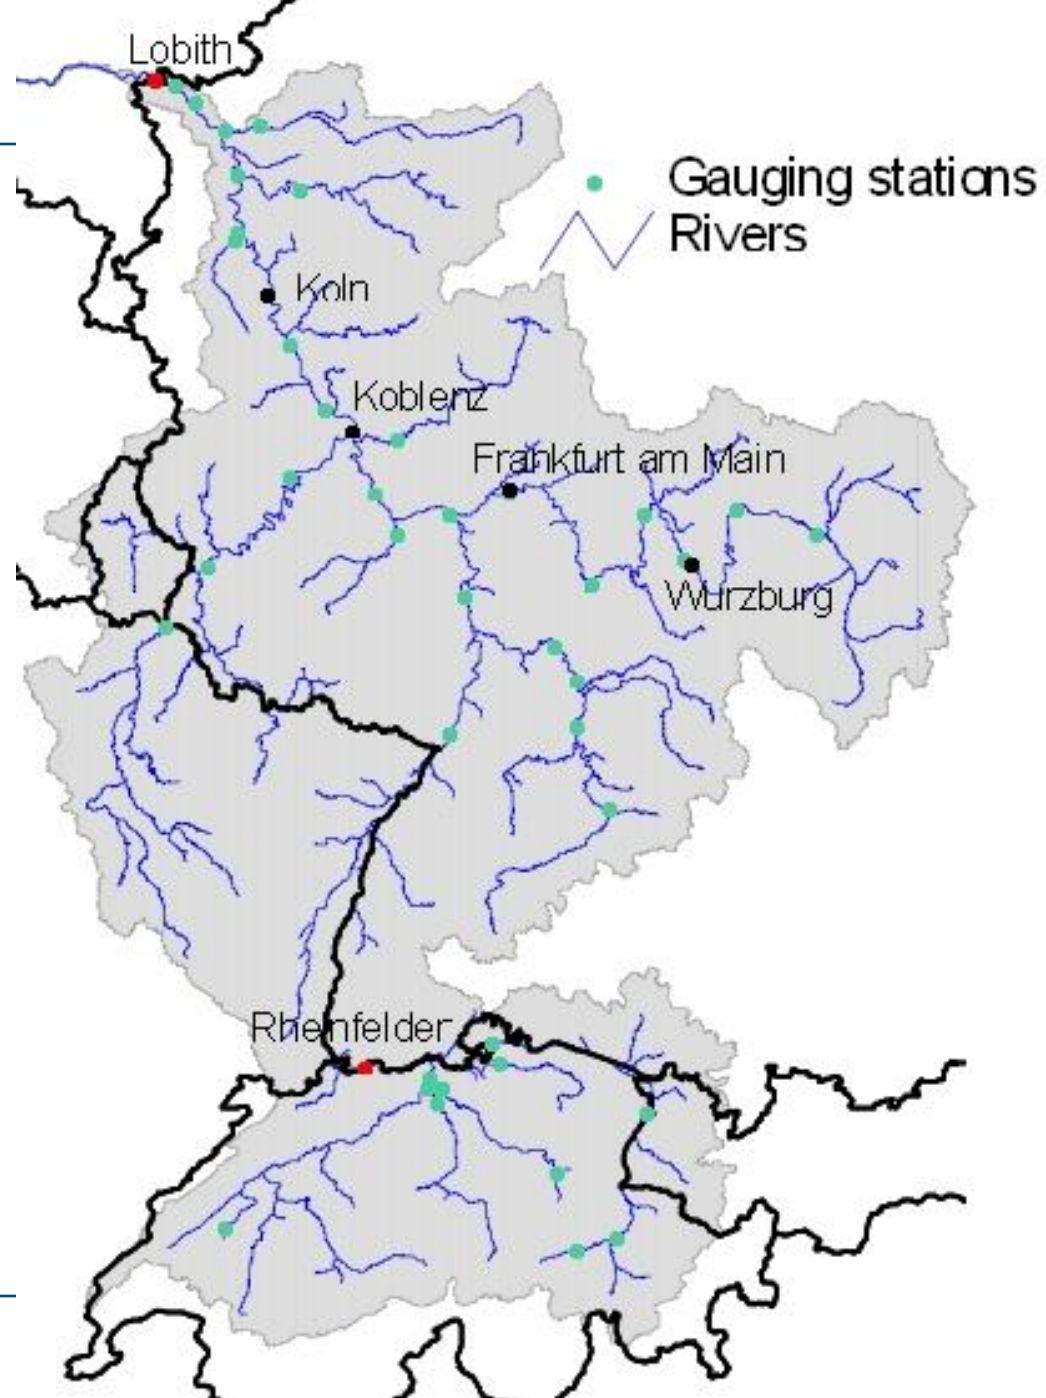 Lobith
Gauging stations
Rivers
Koln
Koblenz
Frankfurt am Main
Wurzburg
Rheinfelder